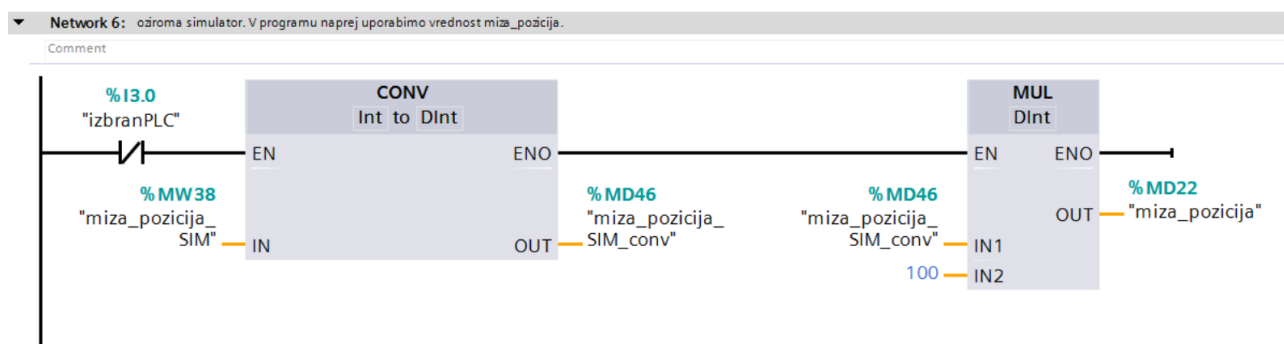 Network 6: oziroma simulator. V programu naprej uporabimo vrednost miza_pozicija.
Comment
%I3.0
"izbranPLC"
CONV
Int to DInt
EN
ENO
%MW38
"miza_pozicija_
SIM"
IN
OUT
%MD46
"miza_pozicija_
SIM_conv"
MUL
DInt
EN
ENO
%MD46
"miza_pozicija_
SIM_conv"
IN1
100
IN2
OUT
%MD22
"miza_pozicija"